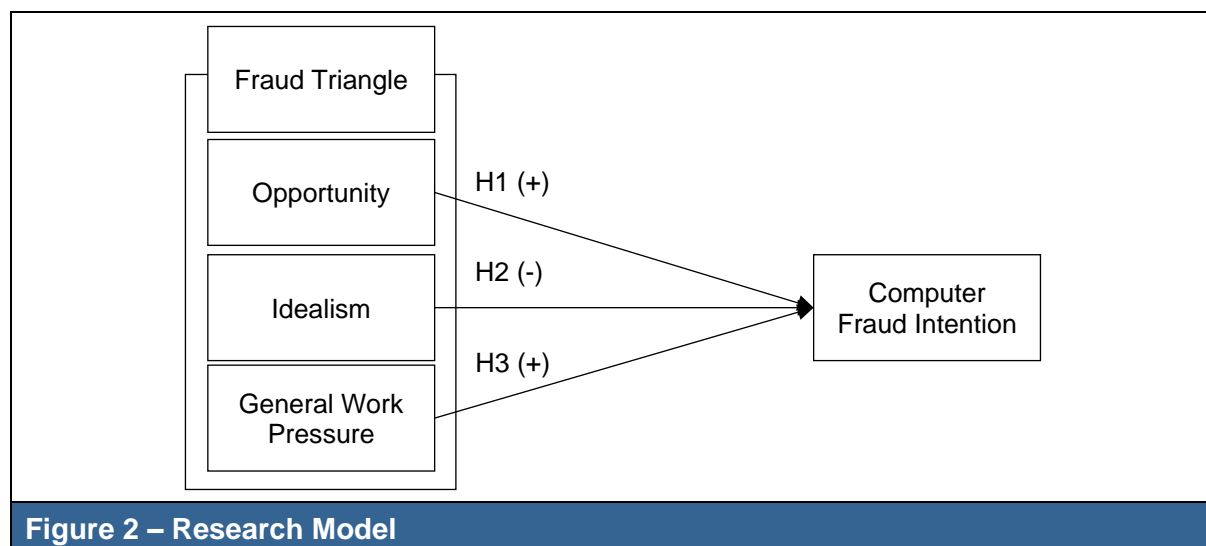 Fraud Triangle
Opportunity
H1 (+)
H2 (-)
Idealism
Computer
Fraud Intention
H3 (+)
General Work
Pressure
Figure 2 – Research Model